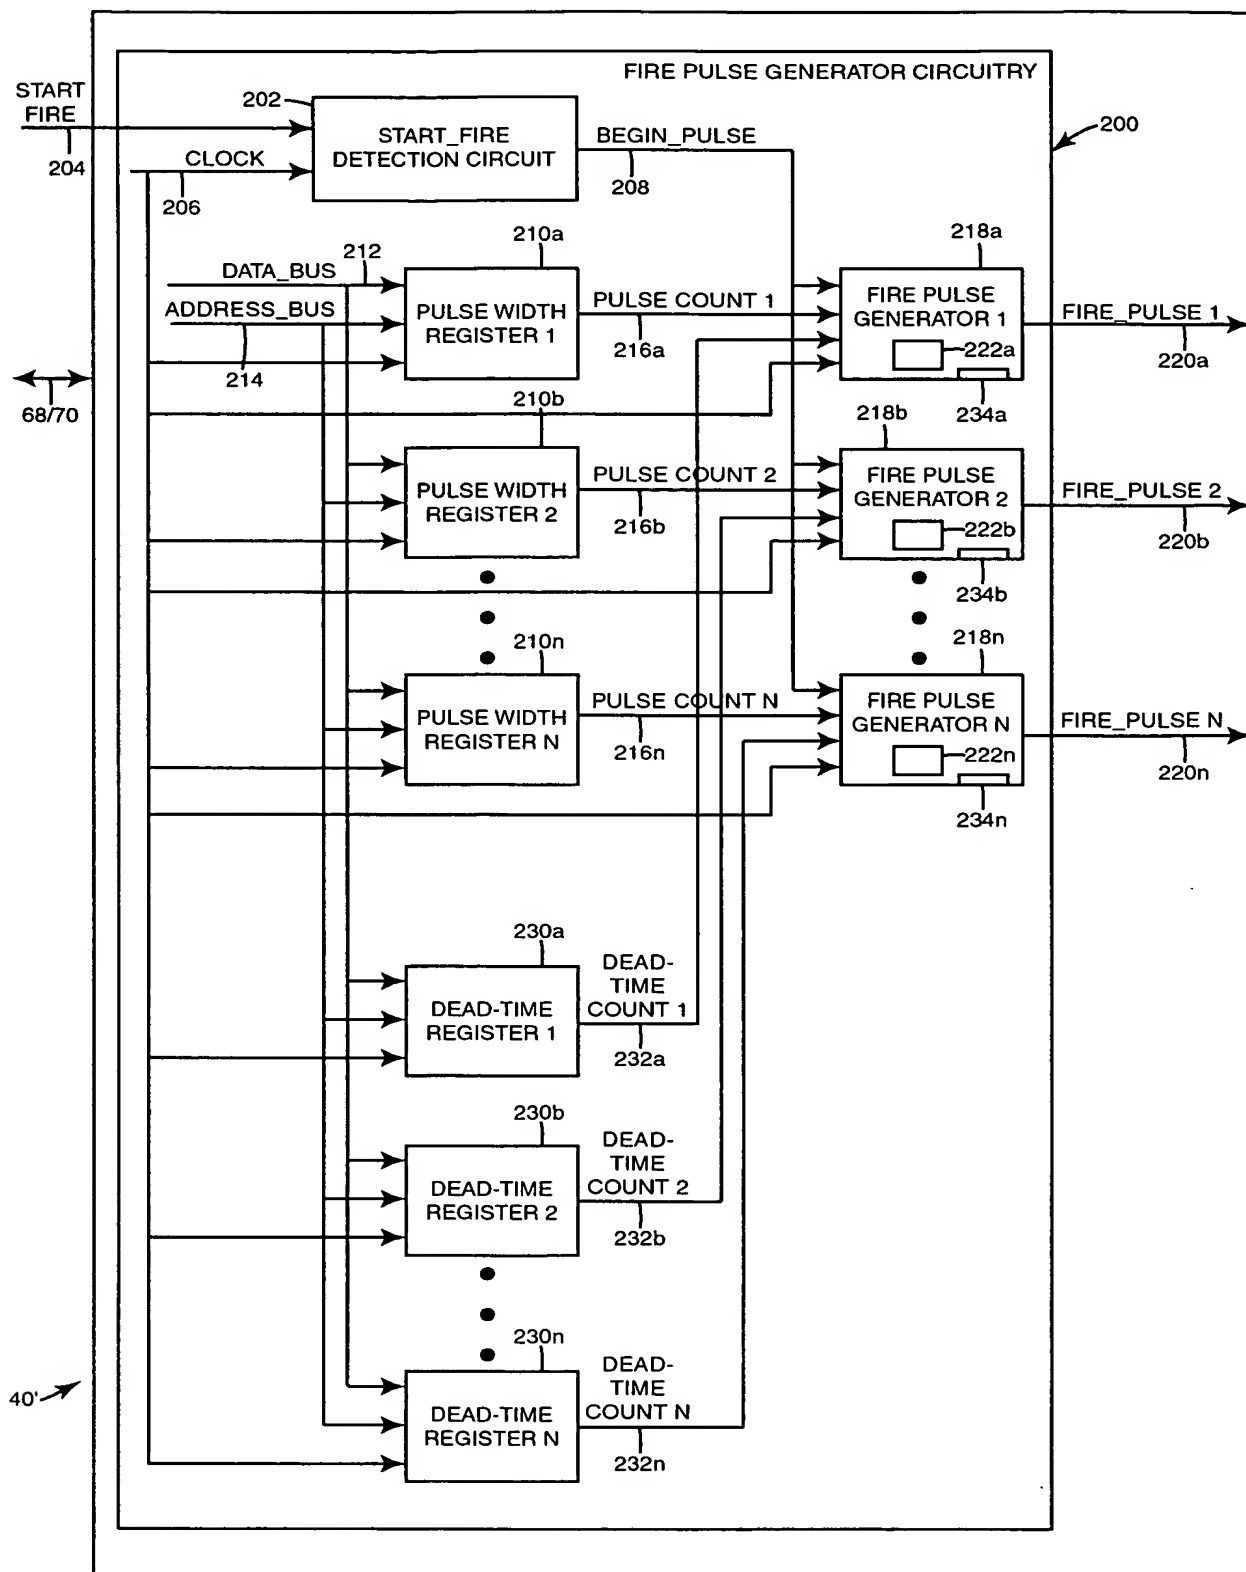 FIRE PULSE GENERATOR CIRCUITRY
START
FIRE
204
202
START_FIRE
DETECTION CIRCUIT
BEGIN_PULSE
208
200
CLOCK
206
DATA_BUS
212
ADDRESS_BUS
214
68/70
210a
PULSE WIDTH
REGISTER 1
PULSE COUNT 1
216a
218a
FIRE PULSE
GENERATOR 1
222a
234a
FIRE_PULSE 1
220a
210b
PULSE WIDTH
REGISTER 2
PULSE COUNT 2
216b
218b
FIRE PULSE
GENERATOR 2
222b
234b
FIRE_PULSE 2
220b
210n
PULSE WIDTH
REGISTER N
PULSE COUNT N
216n
218n
FIRE PULSE
GENERATOR N
222n
234n
FIRE_PULSE N
220n
230a
DEAD-TIME
REGISTER 1
DEAD-
TIME
COUNT 1
232a
230b
DEAD-TIME
REGISTER 2
DEAD-
TIME
COUNT 2
232b
230n
DEAD-TIME
REGISTER N
DEAD-
TIME
COUNT N
232n
40'